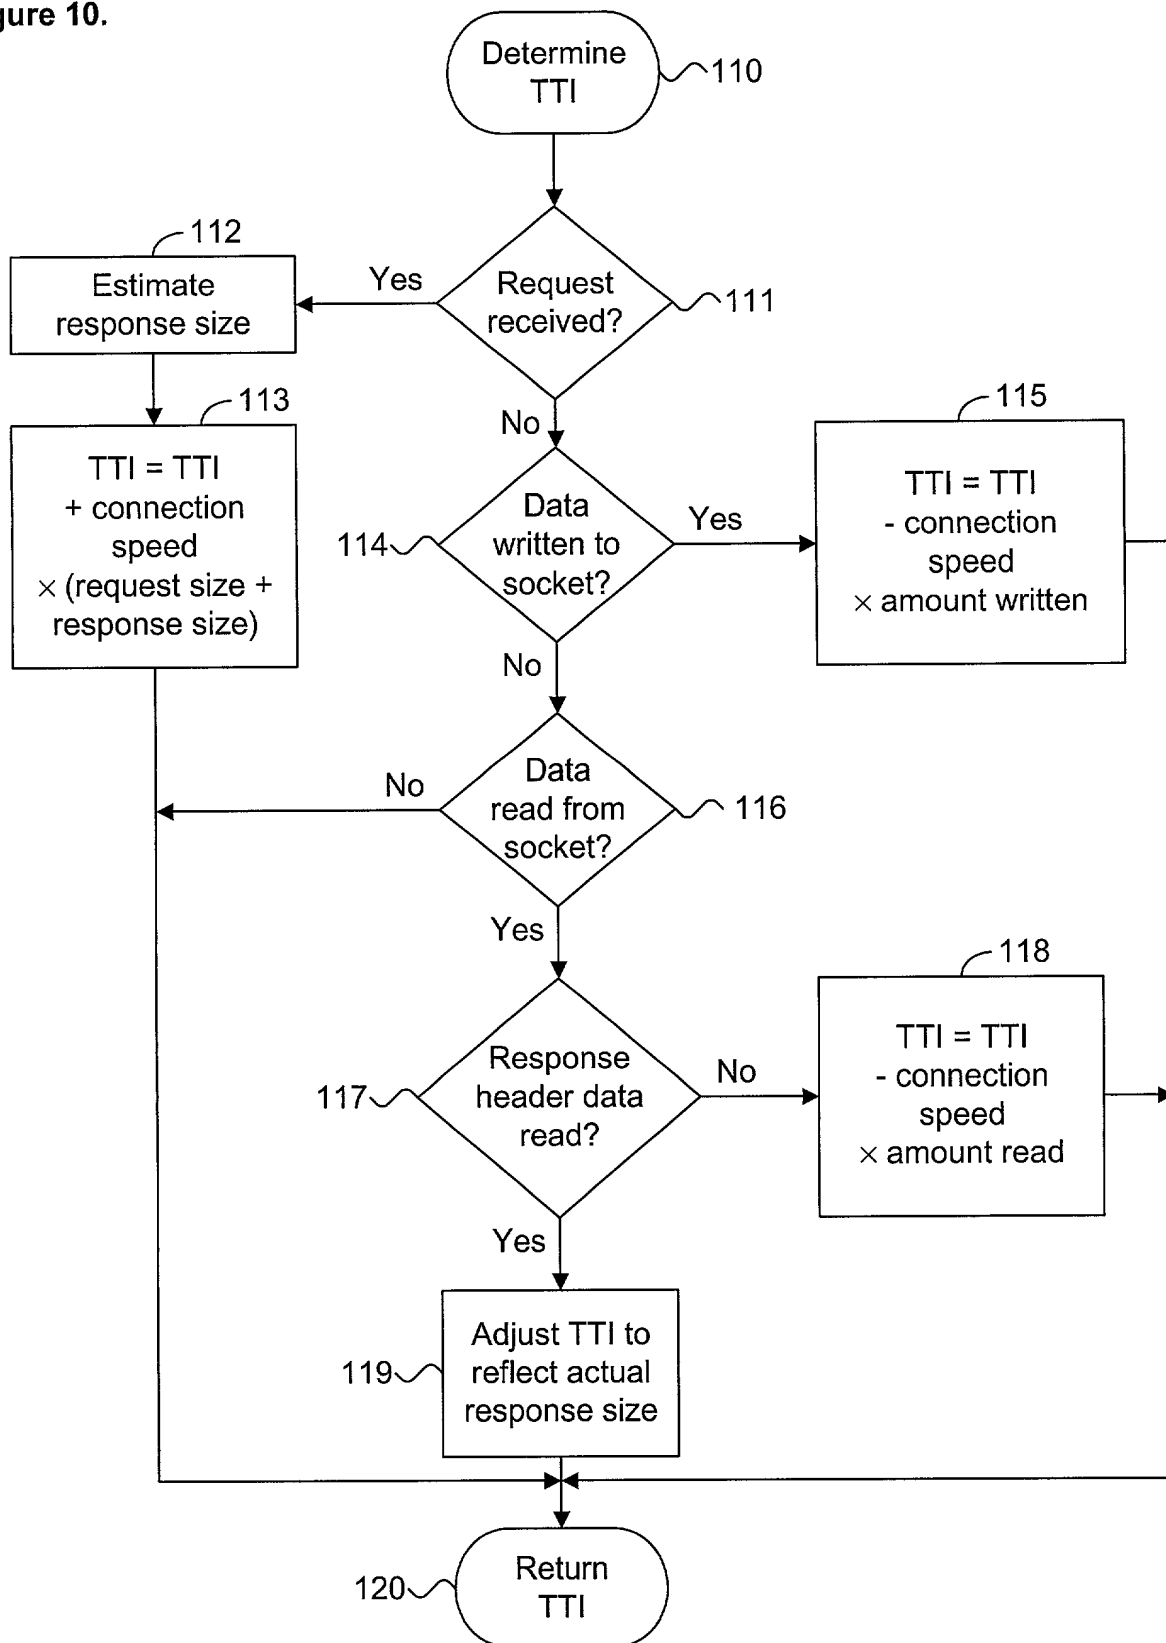 gure 10.
Determine
TTI
110
Request
received?
111
Yes
112
Estimate
response size
113
TTI = TTI
+ connection
speed
× (request size +
response size)
No
Data
written to
socket?
114
Yes
115
TTI = TTI
- connection
speed
× amount written
No
Data
read from
socket?
116
No
Yes
Response
header data
read?
117
No
118
TTI = TTI
- connection
speed
× amount read
Yes
Adjust TTI to
reflect actual
response size
119
Return
TTI
120